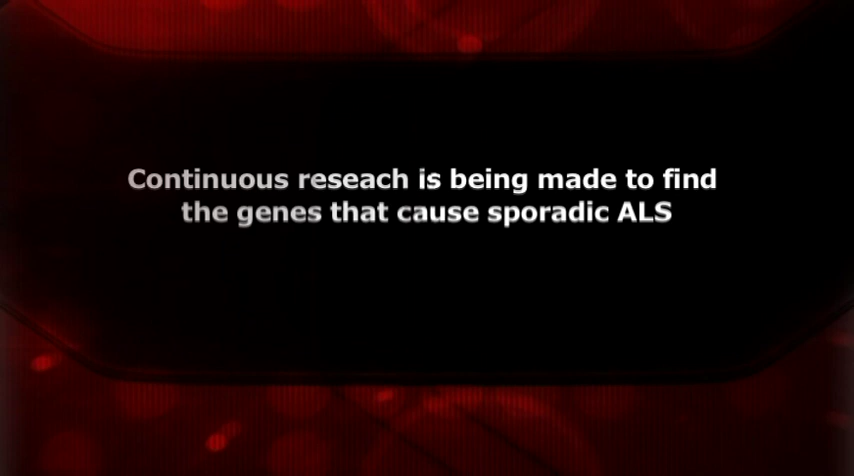 Continuous reseach is being made to find
the genes that cause sporadic ALS